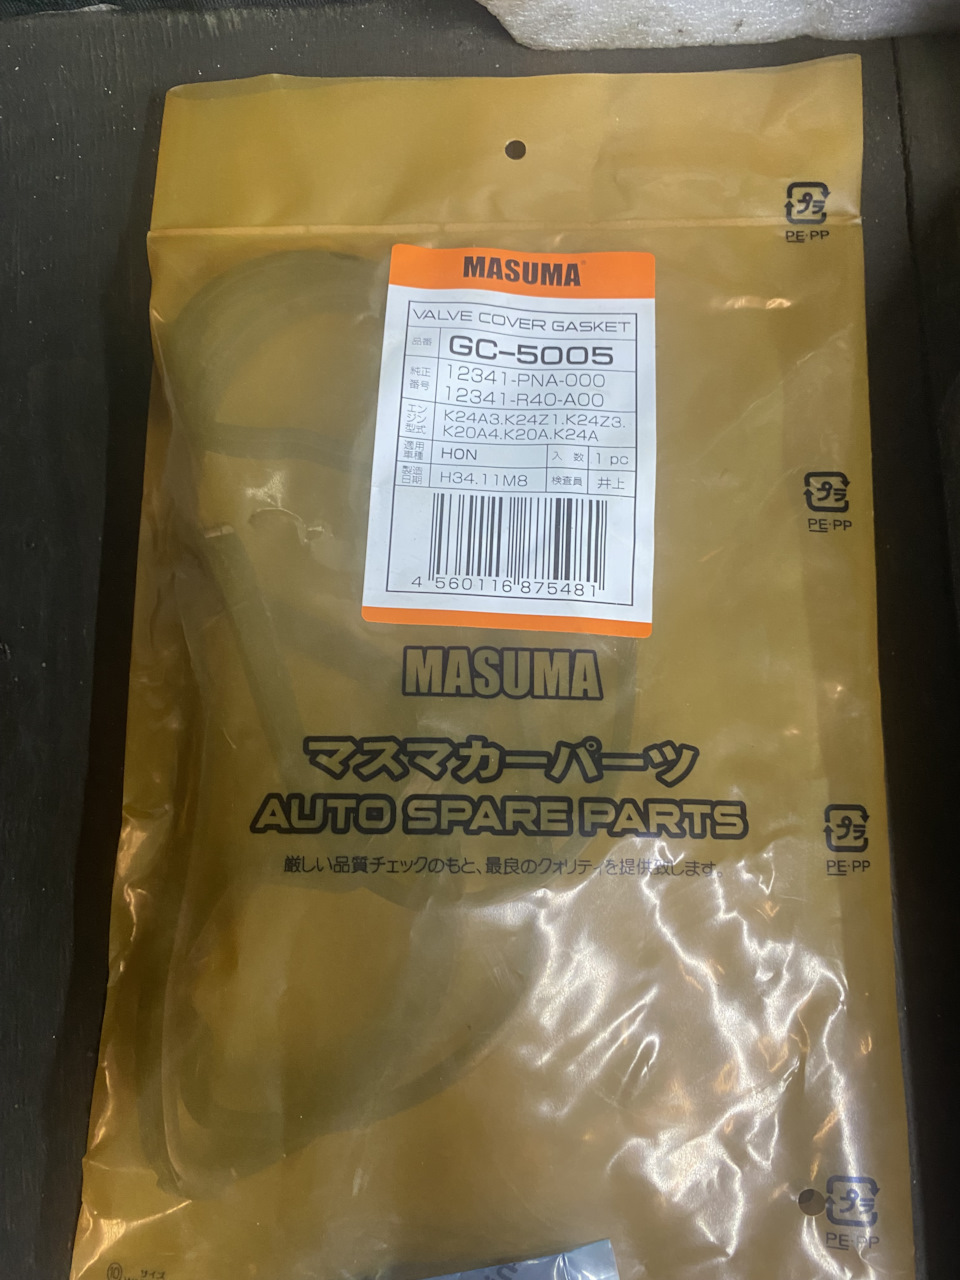 プラ
PE·PP
MASUMA
VALVE COVER GASKET
品番 GC-5005
純正番号 12341-PNA-000
12341-R40-A00
エンジン型式 K24A3.K24Z1.K24Z3.
K20A4.K20A.K24A
適用車種 HON 入数 1 pc
製造日期 H34.11M8 検査員 井上
4 560116 875481
プラ
PE·PP
MASUMA
マスマカーパーツ
AUTO SPARE PARTS
プラ
PE·PP
厳しい品質チェックのもと、最良のクォリティを提供致します。
プラ
PE·PP
⑩ サイズ